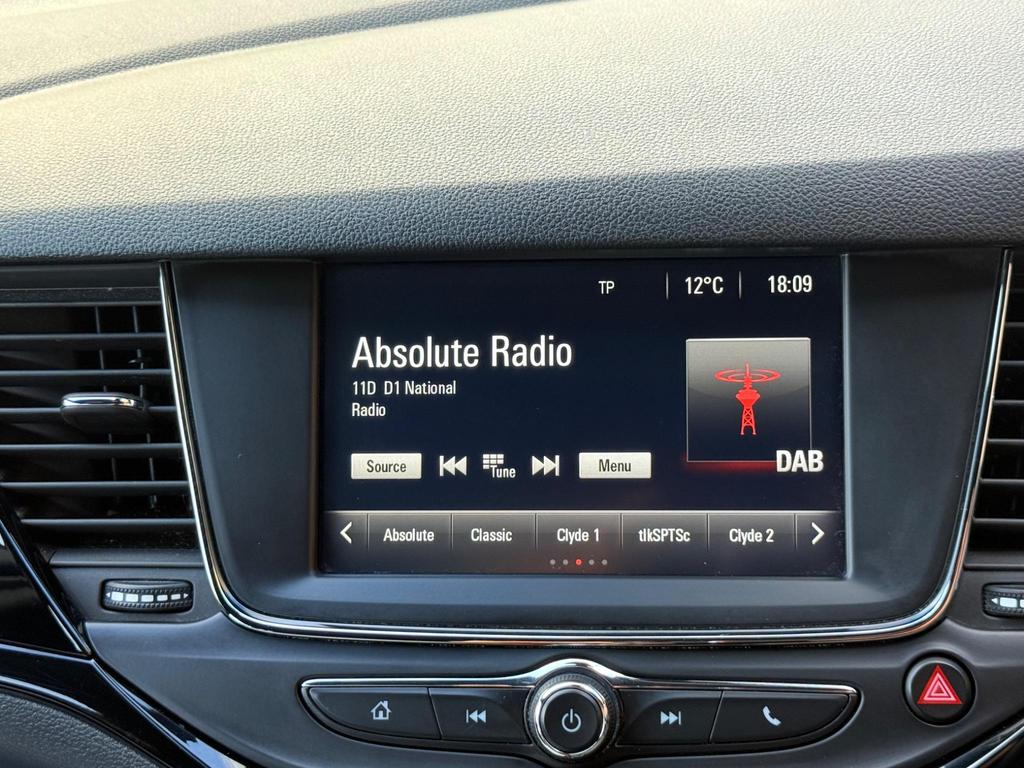 TP 12°C 18:09
Absolute Radio
11D D1 National
Radio
DAB
Source Tune Menu
Absolute Classic Clyde 1 tlkSPTSc Clyde 2